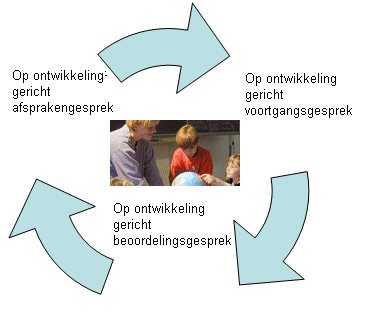 Op ontwikkeling-
gericht
afsprakengesprek
Op ontwikkeling
gericht
voortgangsgesprek
Op ontwikkeling
gericht
beoordelingsgesprek